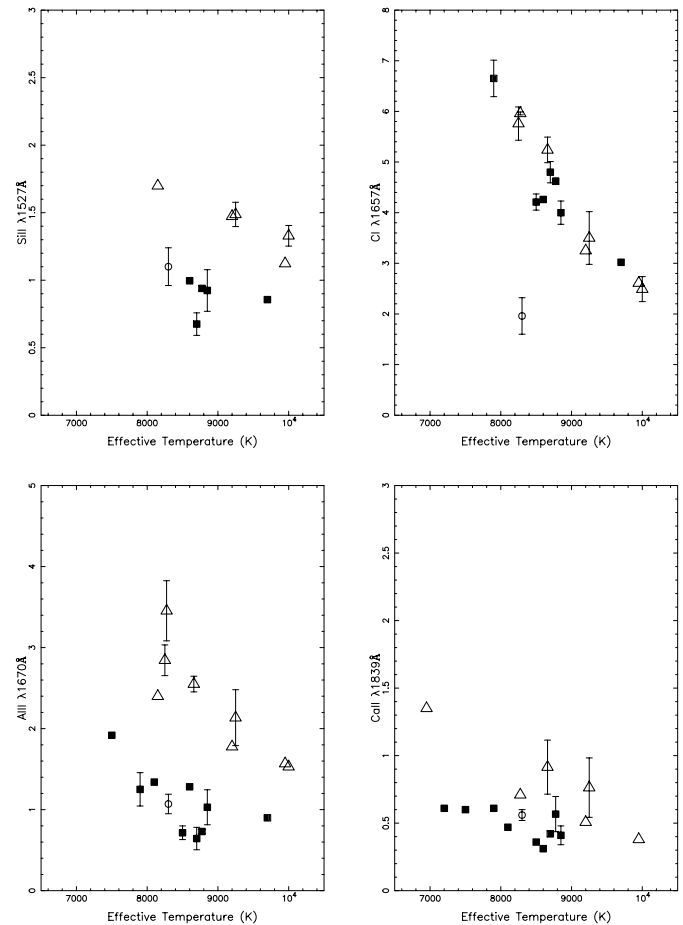 3
2.5
2
1.5
1
0.5
0
SiII λ1527Å
7000 8000 9000 10⁴
Effective Temperature (K)
8
7
6
5
4
3
2
1
0
CI λ1657Å
7000 8000 9000 10⁴
Effective Temperature (K)
5
4
3
2
1
0
AlII λ1670Å
7000 8000 9000 10⁴
Effective Temperature (K)
3
2.5
2
1.5
1
0.5
0
CaII λ1839Å
7000 8000 9000 10⁴
Effective Temperature (K)